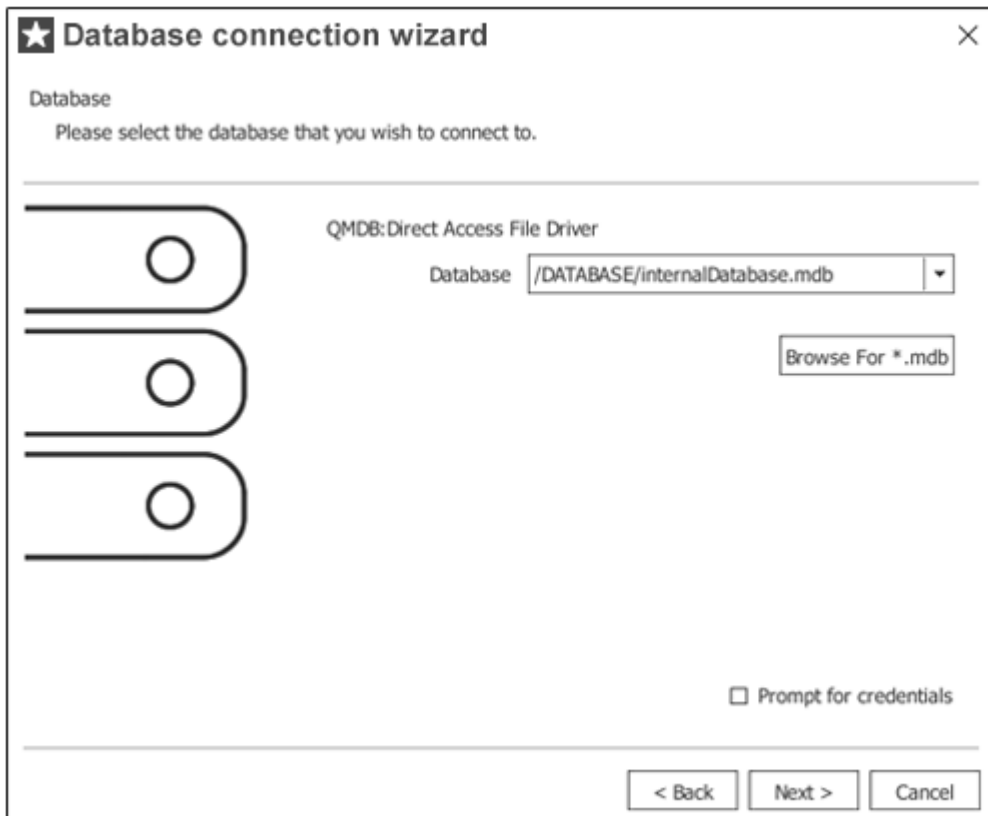 Database connection wizard
Database
Please select the database that you wish to connect to.
QMDB:Direct Access File Driver
Database /DATABASE/internalDatabase.mdb
Browse For *.mdb
Prompt for credentials
< Back Next > Cancel